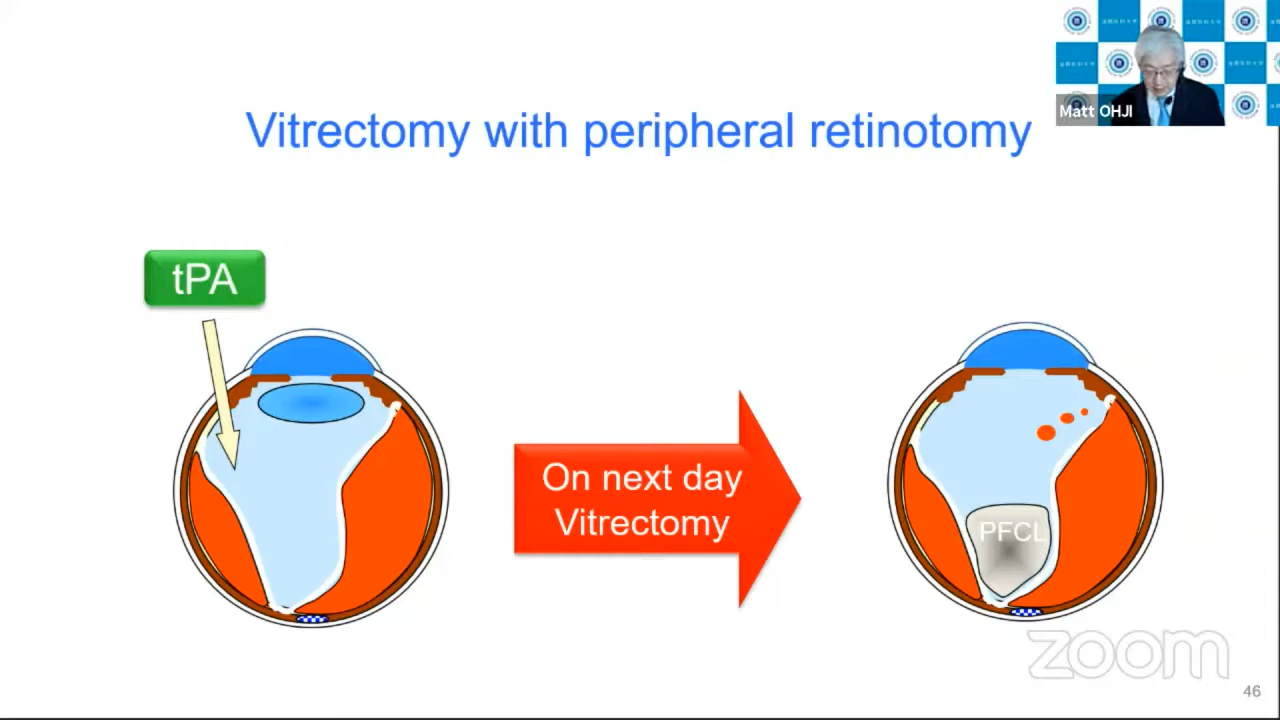 Matt OHJI
Vitrectomy with peripheral retinotomy
tPA
On next day
Vitrectomy
PFCL
zoom
46